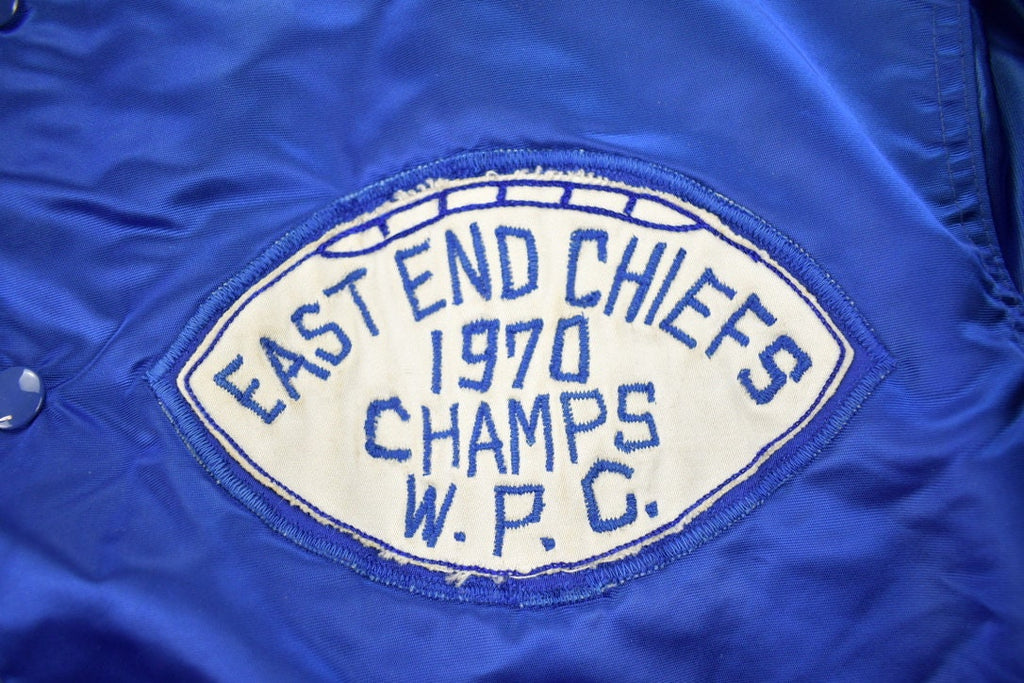 EAST END CHIEFS
1970
CHAMPS
W.P.C.